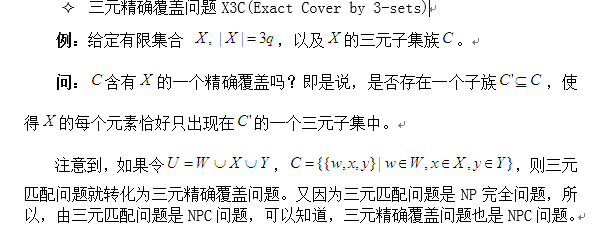 ✧ 三元精确覆盖问题 X3C(Exact Cover by 3-sets)
例：给定有限集合 X, |X|=3q，以及 X 的三元子集族 C 。
问：C 含有 X 的一个精确覆盖吗？即是说，是否存在一个子族 C'⊆C ，使
得 X 的每个元素恰好只出现在 C' 的一个三元子集中。
注意到，如果令 U=W∪X∪Y ，C={{w,x,y}| w∈W,x∈X,y∈Y}，则三元
匹配问题就转化为三元精确覆盖问题。又因为三元匹配问题是 NP 完全问题，所
以，由三元匹配问题是 NPC 问题，可以知道，三元精确覆盖问题也是 NPC 问题。